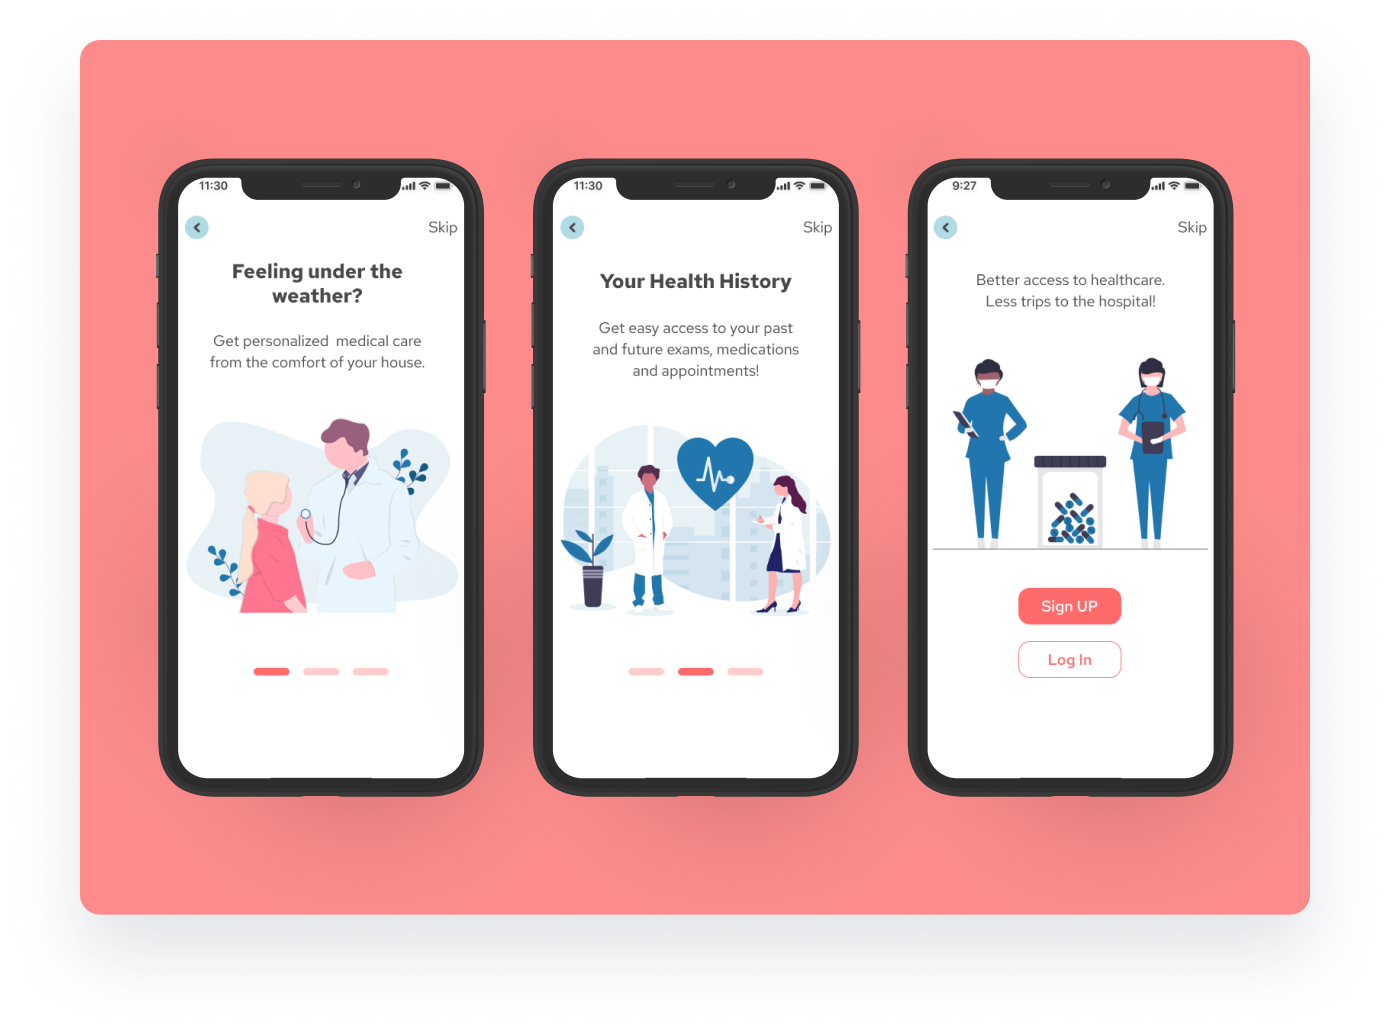 11:30
Skip
Feeling under the
weather?
Get personalized  medical care
from the comfort of your house.
11:30
Skip
Your Health History
Get easy access to your past
and future exams, medications
and appointments!
9:27
Skip
Better access to healthcare.
Less trips to the hospital!
Sign UP
Log In